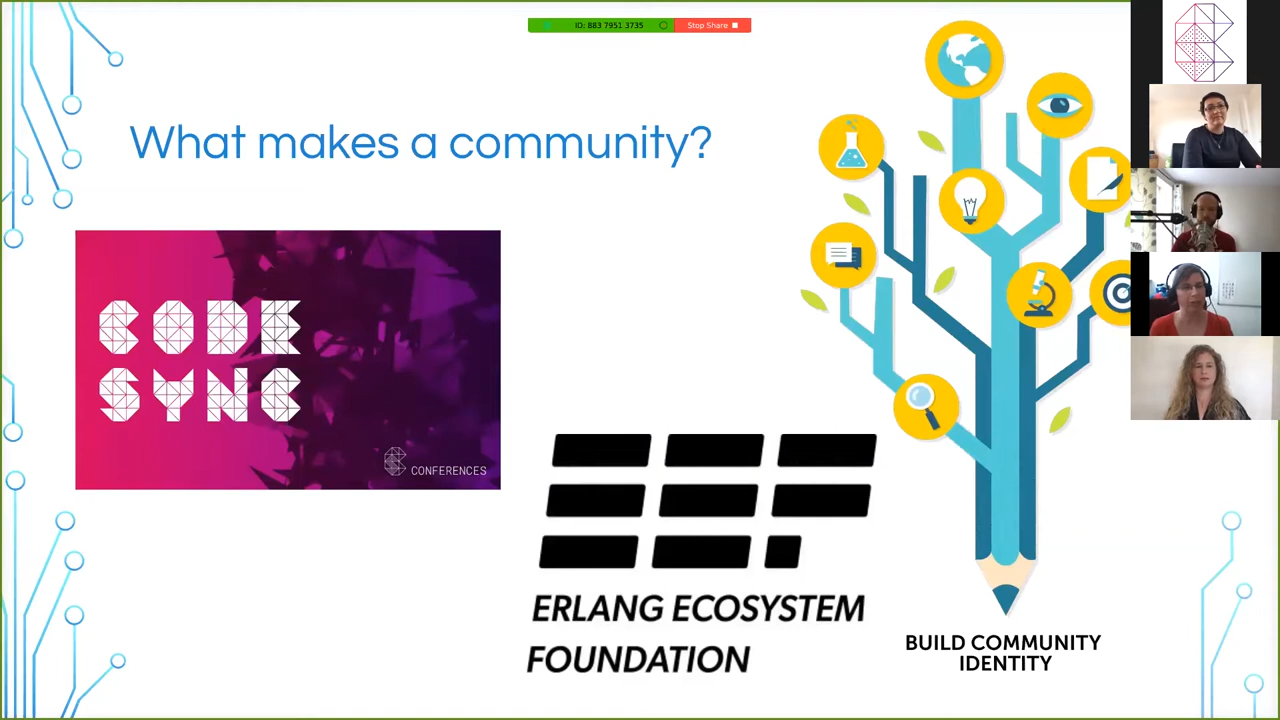 ID: 883 7951 3735
Stop Share
What makes a community?
CODE
SYNC
CONFERENCES
ERLANG ECOSYSTEM
FOUNDATION
BUILD COMMUNITY
IDENTITY